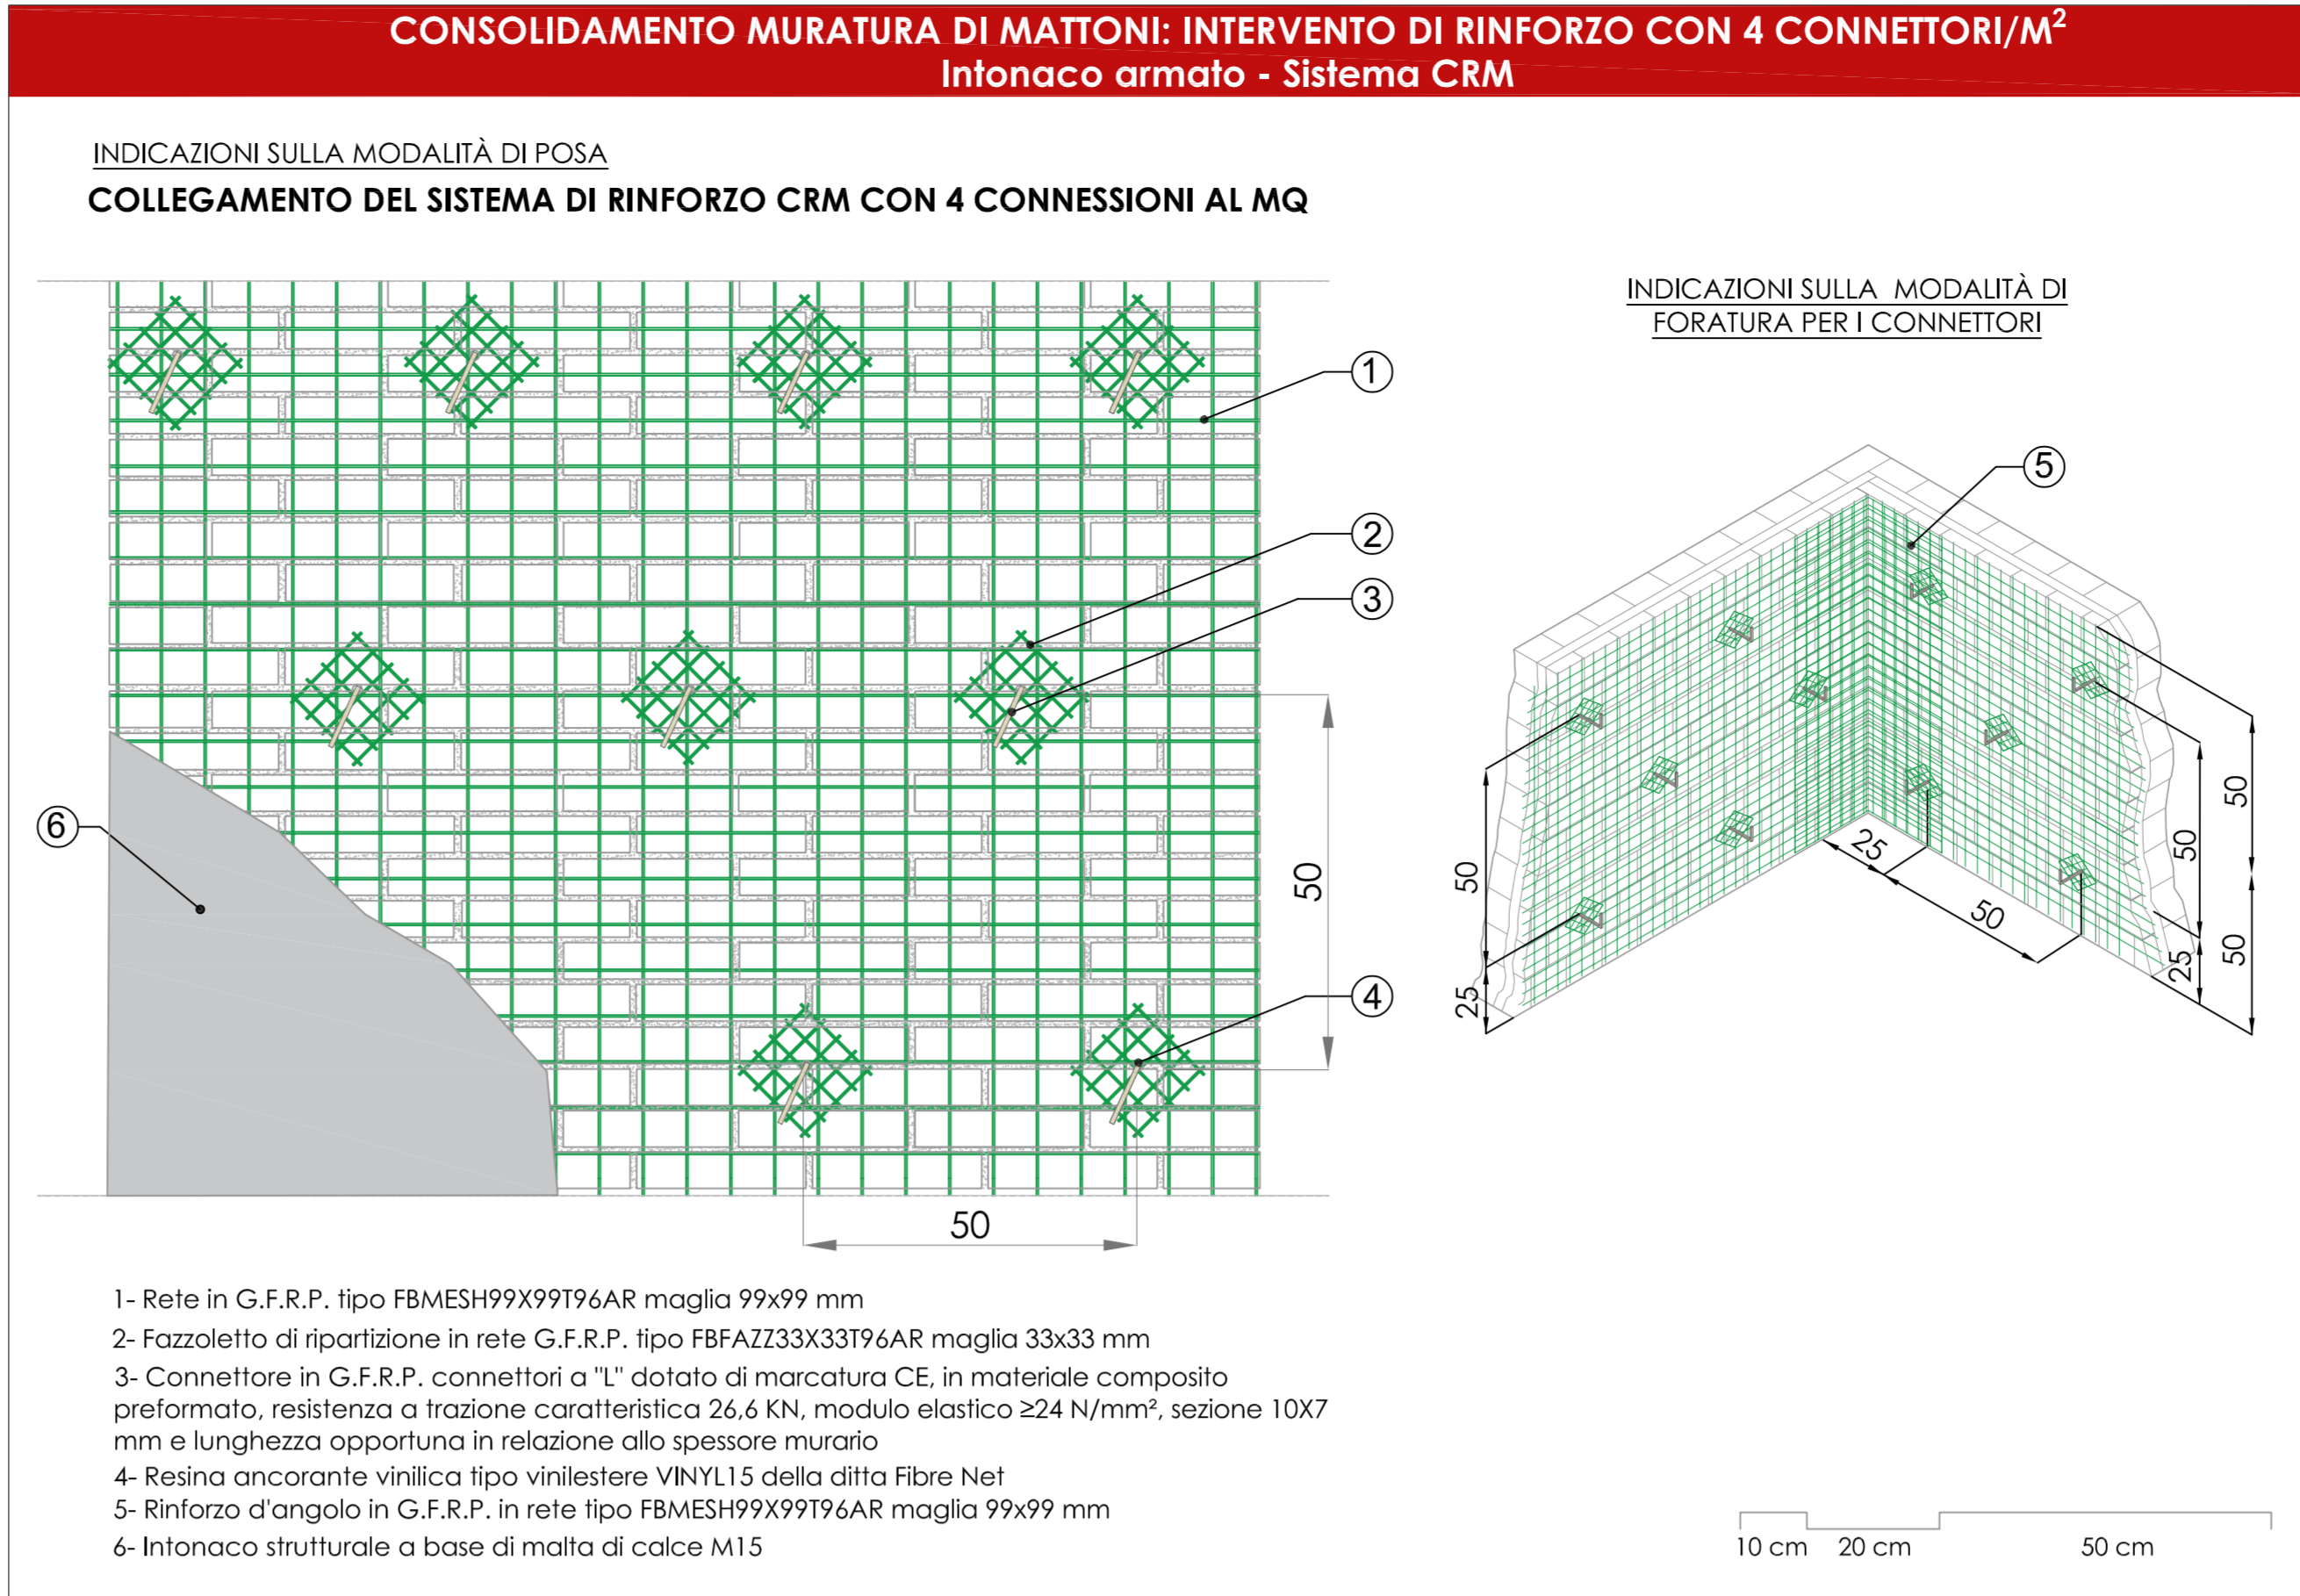 CONSOLIDAMENTO MURATURA DI MATTONI: INTERVENTO DI RINFORZO CON 4 CONNETTORI/M²
Intonaco armato - Sistema CRM
INDICAZIONI SULLA MODALITÀ DI POSA
COLLEGAMENTO DEL SISTEMA DI RINFORZO CRM CON 4 CONNESSIONI AL MQ
1
2
3
4
6
50
50
INDICAZIONI SULLA MODALITÀ DI
FORATURA PER I CONNETTORI
5
50
25
25
50
50
25
50
50
1- Rete in G.F.R.P. tipo FBMESH99X99T96AR maglia 99x99 mm
2- Fazzoletto di ripartizione in rete G.F.R.P. tipo FBFAZZ33X33T96AR maglia 33x33 mm
3- Connettore in G.F.R.P. connettori a "L" dotato di marcatura CE, in materiale composito
preformato, resistenza a trazione caratteristica 26,6 KN, modulo elastico ≥24 N/mm², sezione 10X7
mm e lunghezza opportuna in relazione allo spessore murario
4- Resina ancorante vinilica tipo vinilestere VINYL15 della ditta Fibre Net
5- Rinforzo d'angolo in G.F.R.P. in rete tipo FBMESH99X99T96AR maglia 99x99 mm
6- Intonaco strutturale a base di malta di calce M15
10 cm 20 cm 50 cm